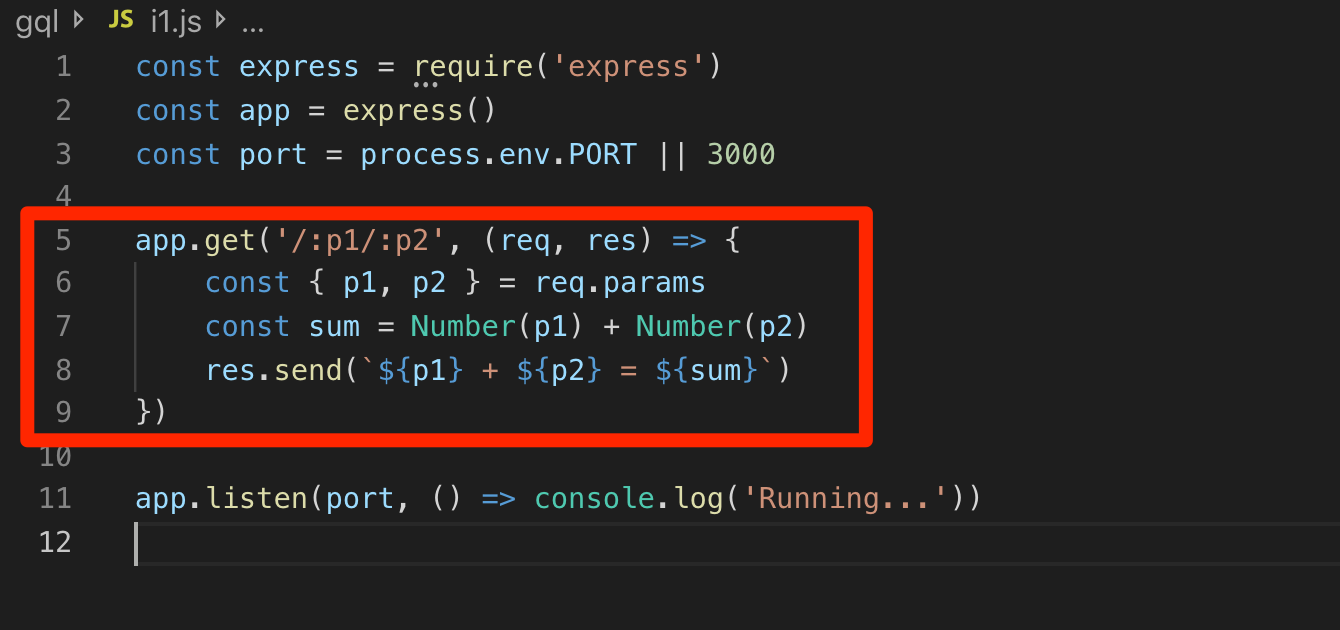 gql JS i1.js ...
1 const express = require('express')
2 const app = express()
3 const port = process.env.PORT || 3000
4
5 app.get('/:p1/:p2', (req, res) => {
6 const { p1, p2 } = req.params
7 const sum = Number(p1) + Number(p2)
8 res.send(`${p1} + ${p2} = ${sum}`)
9 })
10
11 app.listen(port, () => console.log('Running...'))
12